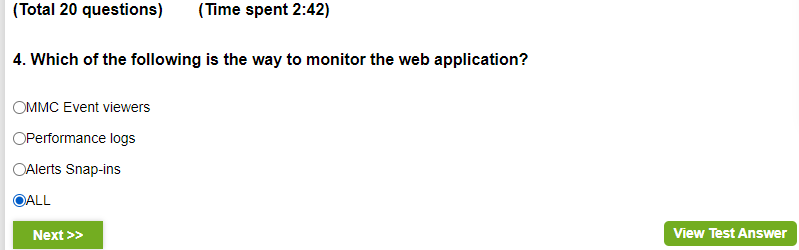 (Total 20 questions) (Time spent 2:42)
4. Which of the following is the way to monitor the web application?
MMC Event viewers
Performance logs
Alerts Snap-ins
ALL
Next >> View Test Answer